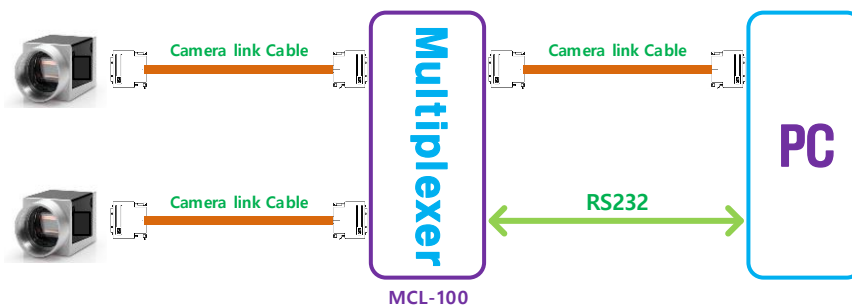 Camera link Cable
Camera link Cable
Multiplexer
PC
Camera link Cable
RS232
MCL-100